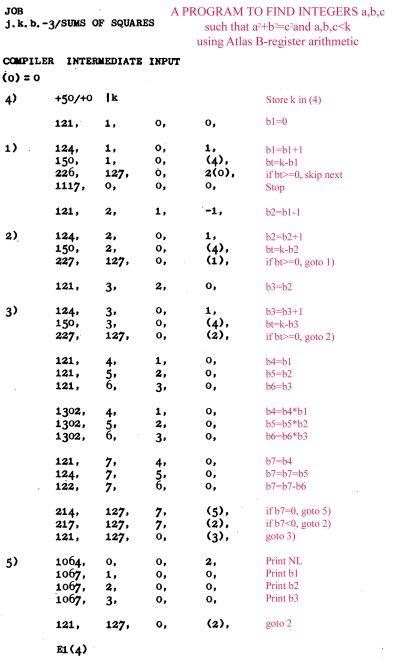 JOB A PROGRAM TO FIND INTEGERS a,b,c
j.k.b.-3/SUMS OF SQUARES such that a²+b²=c² and a,b,c<k
using Atlas B-register arithmetic
COMPILER INTERMEDIATE INPUT
(0) = 0
4) +50/+0 |k Store k in (4)
121, 1, 0, 0, b1=0
1) 124, 1, 0, 1, b1=b1+1
150, 1, 0, (4), bt=k-b1
226, 127, 0, 2(0), if bt>=0, skip next
1117, 0, 0, 0, Stop
121, 2, 1, -1, b2=b1-1
2) 124, 2, 0, 1, b2=b2+1
150, 2, 0, (4), bt=k-b2
227, 127, 0, (1), if bt>=0, goto 1)
121, 3, 2, 0, b3=b2
3) 124, 3, 0, 1, b3=b3+1
150, 3, 0, (4), bt=k-b3
227, 127, 0, (2), if bt>=0, goto 2)
121, 4, 1, 0, b4=b1
121, 5, 2, 0, b5=b2
121, 6, 3, 0, b6=b3
1302, 4, 1, 0, b4=b4*b1
1302, 5, 2, 0, b5=b5*b2
1302, 6, 3, 0, b6=b6*b3
121, 7, 4, 0, b7=b4
124, 7, 5, 0, b7=b7=b5
122, 7, 6, 0, b7=b7-b6
214, 127, 7, (5), if b7=0, goto 5)
217, 127, 7, (2), if b7<0, goto 2)
121, 127, 0, (3), goto 3)
5) 1064, 0, 0, 2, Print NL
1067, 1, 0, 0, Print b1
1067, 2, 0, 0, Print b2
1067, 3, 0, 0, Print b3
121, 127, 0, (2), goto 2
E1(4)